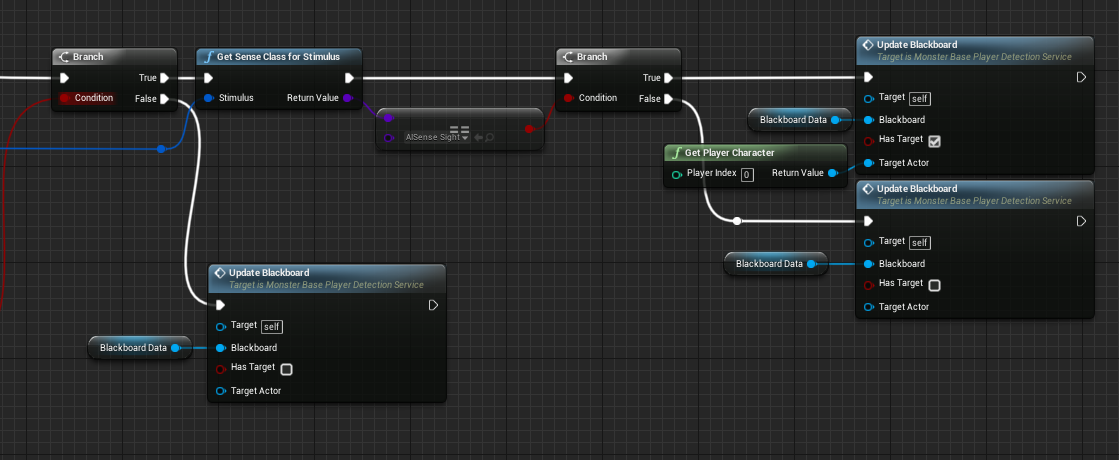 Branch
True
Condition
False
Get Sense Class for Stimulus
Stimulus
Return Value
==
AISense Sight
Branch
True
Condition
False
Update Blackboard
Target is Monster Base Player Detection Service
Target self
Blackboard Data
Blackboard
Has Target
Target Actor
Get Player Character
Player Index 0
Return Value
Update Blackboard
Target is Monster Base Player Detection Service
Target self
Blackboard Data
Blackboard
Has Target
Target Actor
Update Blackboard
Target is Monster Base Player Detection Service
Target self
Blackboard Data
Blackboard
Has Target
Target Actor